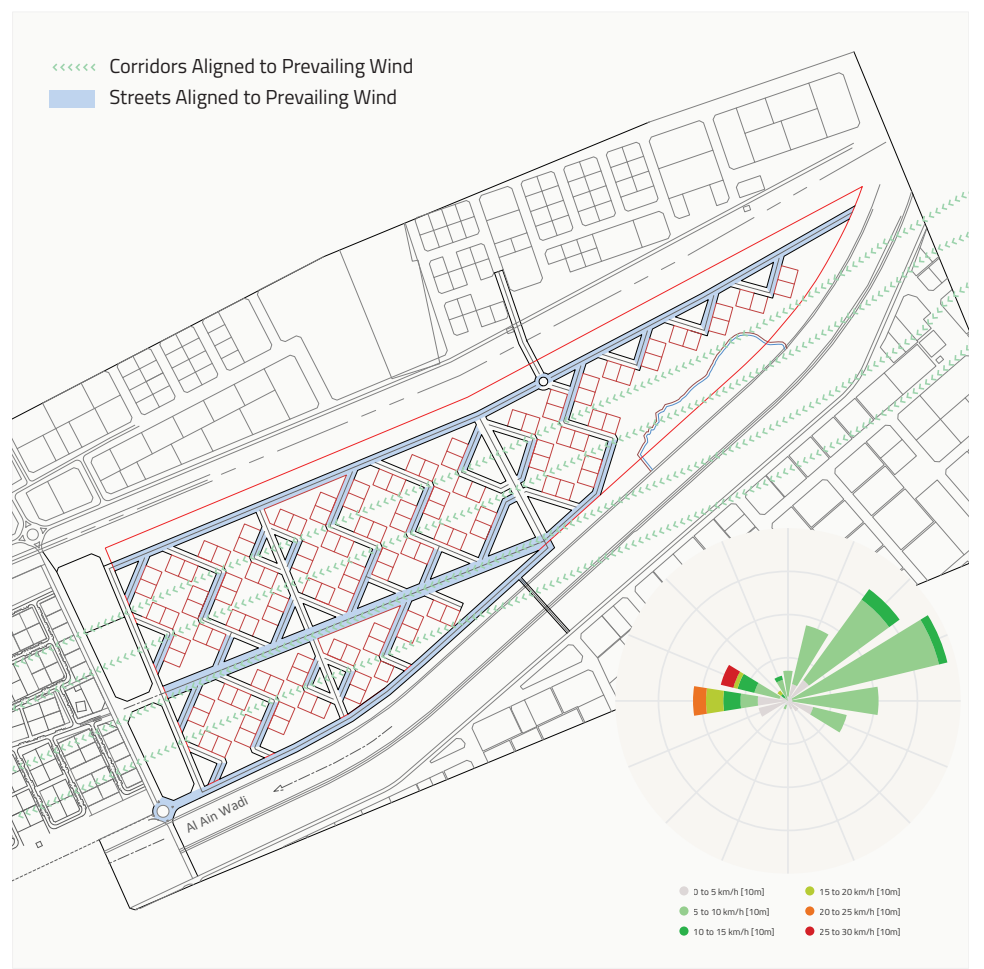 Corridors Aligned to Prevailing Wind
Streets Aligned to Prevailing Wind
Al Ain Wadi
0 to 5 km/h [10m]
15 to 20 km/h [10m]
5 to 10 km/h [10m]
20 to 25 km/h [10m]
10 to 15 km/h [10m]
25 to 30 km/h [10m]